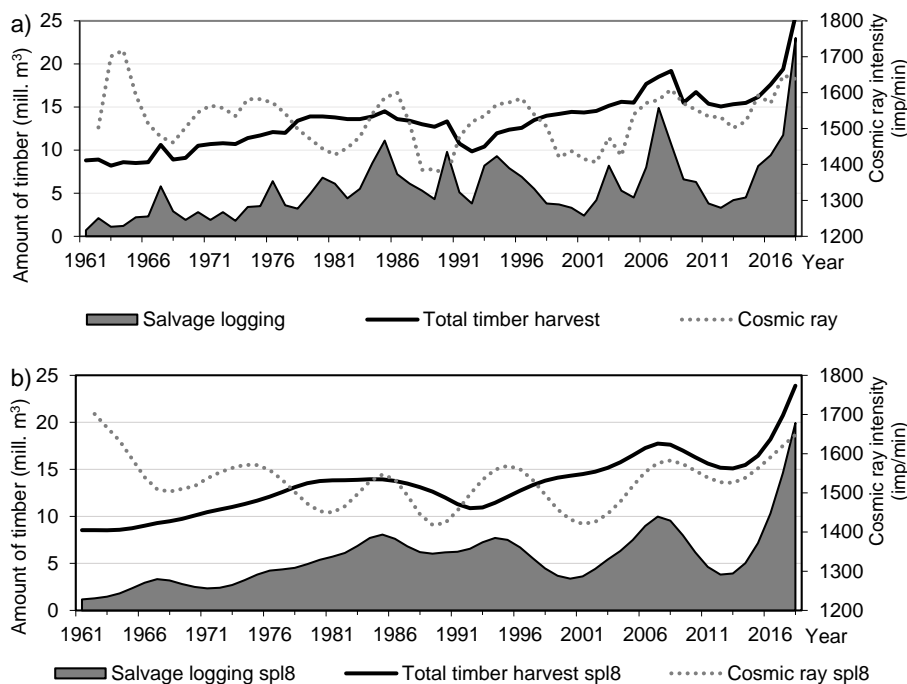 a)
Amount of timber (mill. m³)
25
20
15
10
5
0
1800
1700
1600
1500
1400
1300
1200
Cosmic ray intensity
(imp/min)
1961 1966 1971 1976 1981 1986 1991 1996 2001 2006 2011 2016 Year
Salvage logging Total timber harvest Cosmic ray
b)
Amount of timber (mill. m³)
25
20
15
10
5
0
1800
1700
1600
1500
1400
1300
1200
Cosmic ray intensity
(imp/min)
1961 1966 1971 1976 1981 1986 1991 1996 2001 2006 2011 2016 Year
Salvage logging spl8 Total timber harvest spl8 Cosmic ray spl8